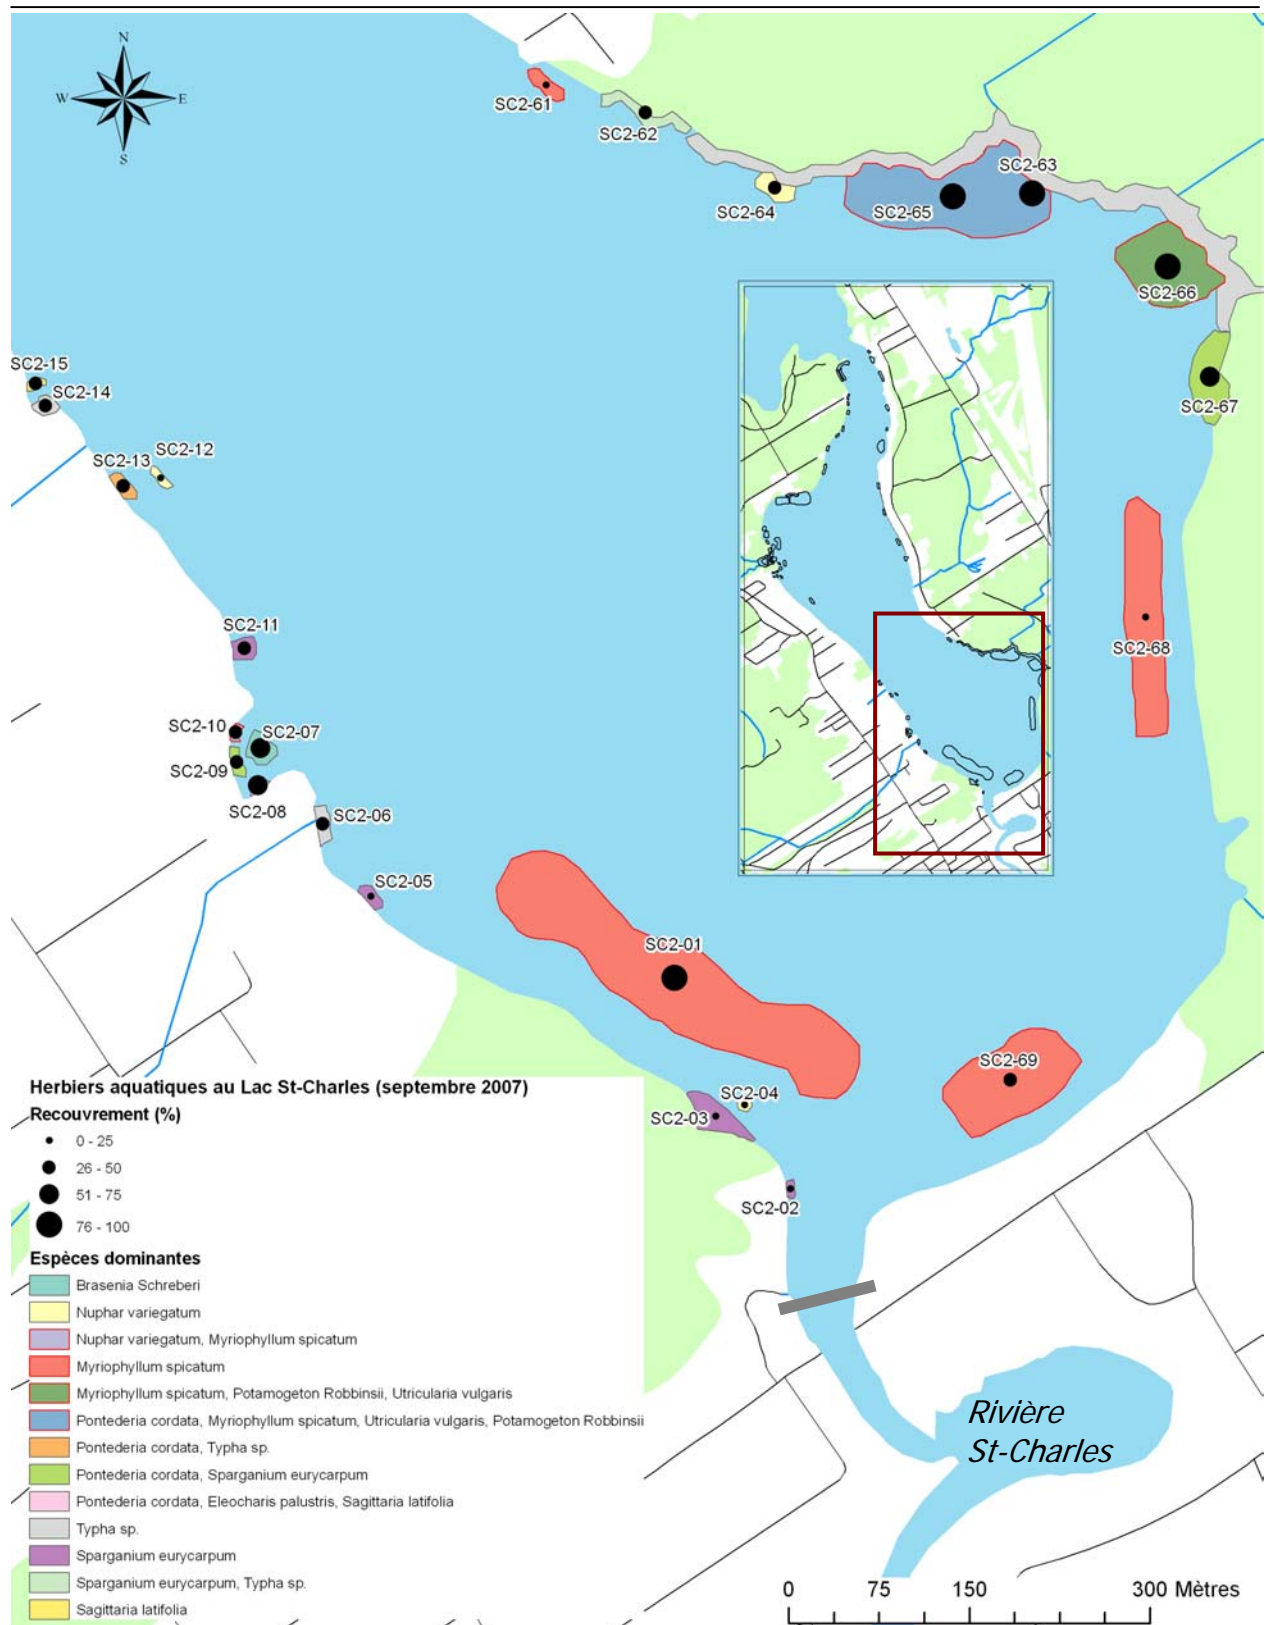 N
W E
S
SC2-61
SC2-62
SC2-63
SC2-64
SC2-65
SC2-66
SC2-67
SC2-15
SC2-14
SC2-12
SC2-13
SC2-11
SC2-68
SC2-10
SC2-07
SC2-09
SC2-08
SC2-06
SC2-05
SC2-01
SC2-69
SC2-04
SC2-03
SC2-02
Herbiers aquatiques au Lac St-Charles (septembre 2007)
Recouvrement (%)
0 - 25
26 - 50
51 - 75
76 - 100
Espèces dominantes
Brasenia Schreberi
Nuphar variegatum
Nuphar variegatum, Myriophyllum spicatum
Myriophyllum spicatum
Myriophyllum spicatum, Potamogeton Robbinsii, Utricularia vulgaris
Pontederia cordata, Myriophyllum spicatum, Utricularia vulgaris, Potamogeton Robbinsii
Pontederia cordata, Typha sp.
Pontederia cordata, Sparganium eurycarpum
Pontederia cordata, Eleocharis palustris, Sagittaria latifolia
Typha sp.
Sparganium eurycarpum
Sparganium eurycarpum, Typha sp.
Sagittaria latifolia
Rivière
St-Charles
0 75 150 300 Mètres